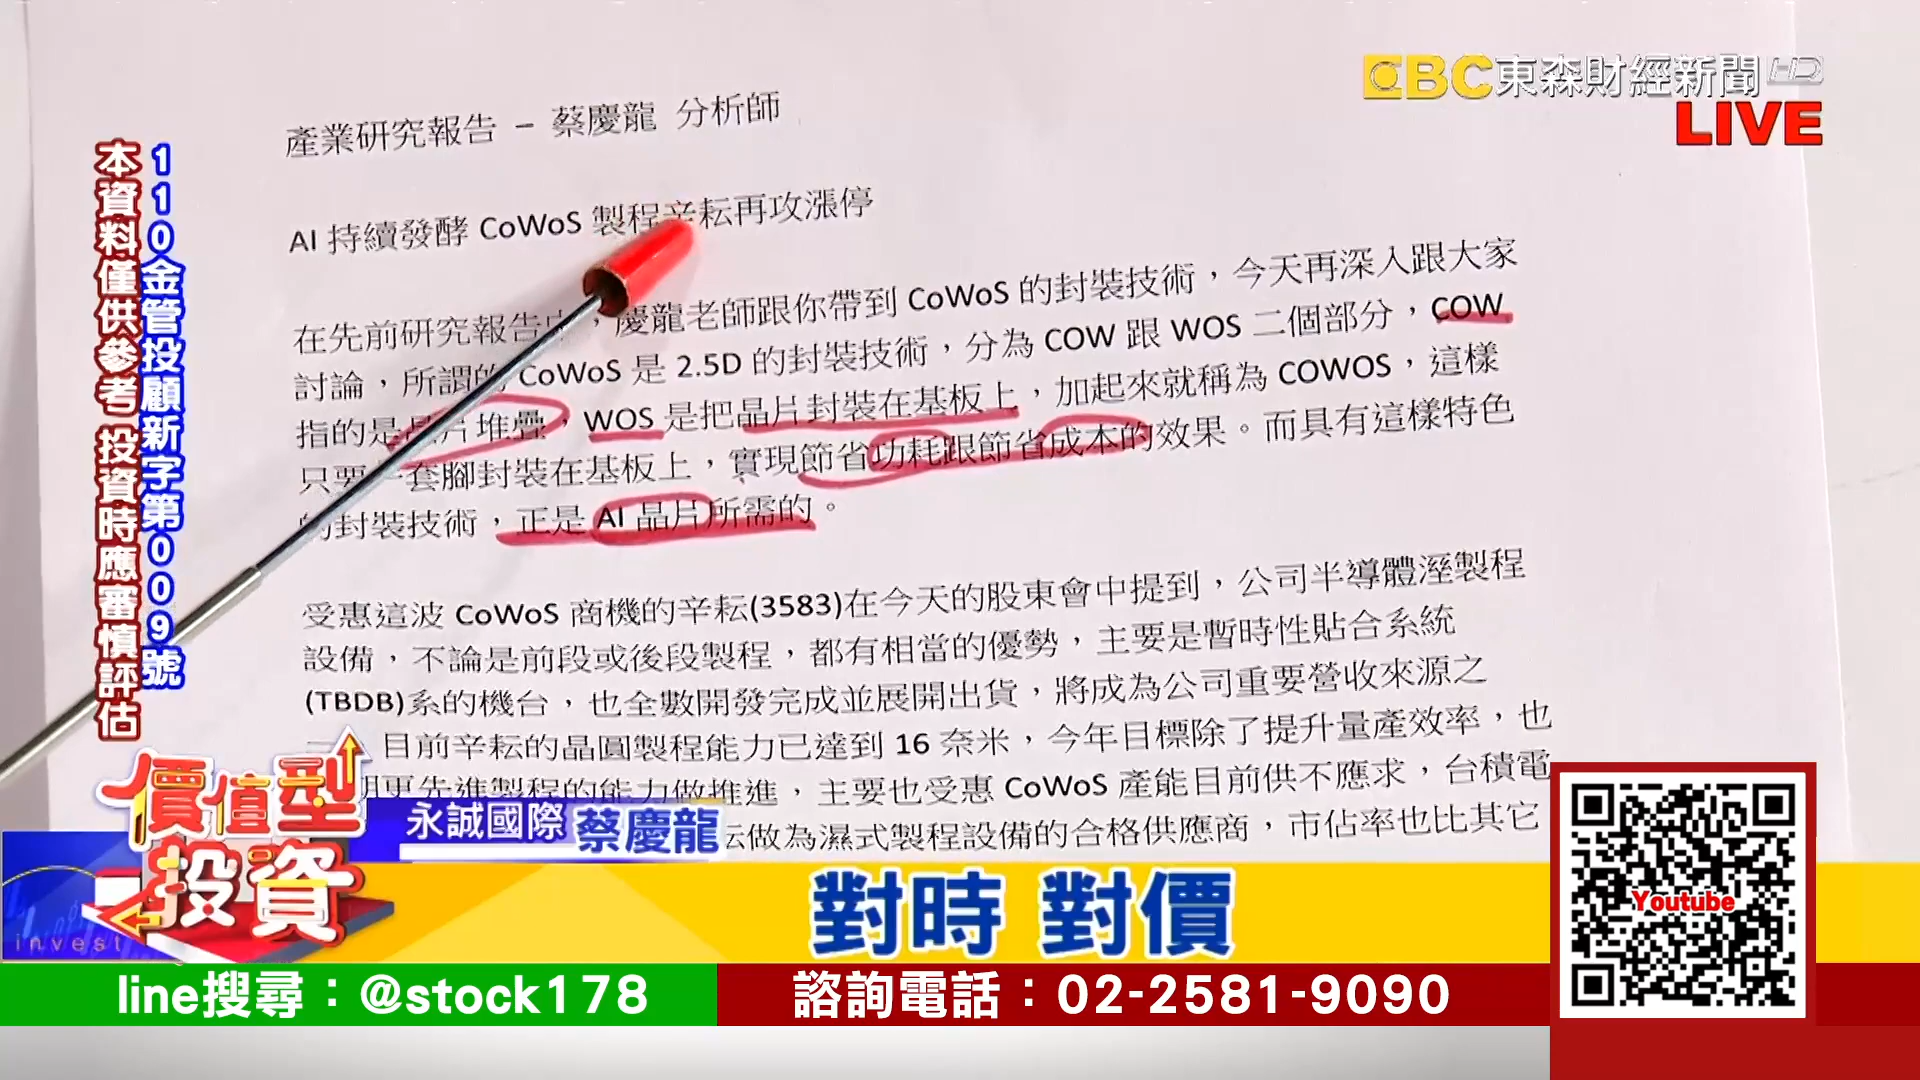 EBC東森財經新聞 HD
LIVE
110金管投顧新字第009號
本資料僅供參考 投資時應審慎評估
產業研究報告 – 蔡慶龍 分析師
AI 持續發酵 CoWoS 製程辛耘再攻漲停
在先前研究報告，慶龍老師跟你帶到 CoWoS 的封裝技術，今天再深入跟大家
討論，所謂的 CoWoS 是 2.5D 的封裝技術，分為 COW 跟 WOS 二個部分，COW
指的是晶片堆疊，WOS 是把晶片封裝在基板上，加起來就稱為 COWOS，這樣
只要一套腳封裝在基板上，實現節省功耗跟節省成本的效果。而具有這樣特色
的封裝技術，正是 AI 晶片所需的。
受惠這波 CoWoS 商機的辛耘(3583)在今天的股東會中提到，公司半導體溼製程
設備，不論是前段或後段製程，都有相當的優勢，主要是暫時性貼合系統
(TBDB)系的機台，也全數開發完成並展開出貨，將成為公司重要營收來源之
目前辛耘的晶圓製程能力已達到 16 奈米，今年目標除了提升量產效率，也
更先進製程的能力做推進，主要也受惠 CoWoS 產能目前供不應求，台積電
做為濕式製程設備的合格供應商，市佔率也比其它
價值型投資
invest
永誠國際 蔡慶龍
對時 對價
Youtube
line搜尋：@stock178
諮詢電話：02-2581-9090